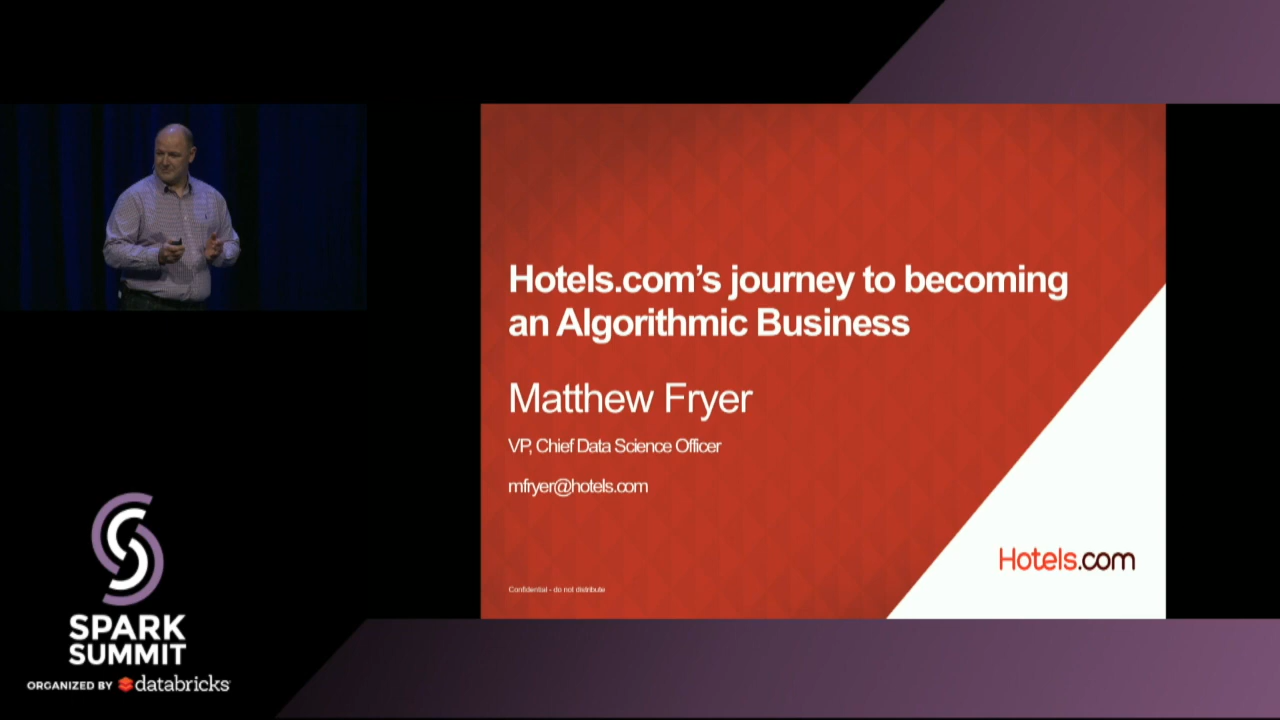 Hotels.com’s journey to becoming
an Algorithmic Business
Matthew Fryer
VP, Chief Data Science Officer
mfryer@hotels.com
Confidential - do not distribute
Hotels.com
SPARK
SUMMIT
ORGANIZED BY databricks